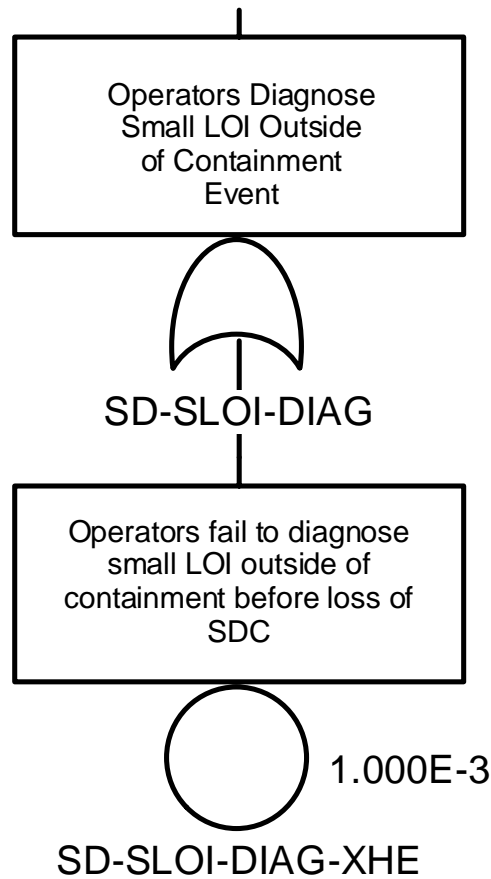 Operators Diagnose
Small LOI Outside
of Containment
Event
SD-SLOI-DIAG
Operators fail to diagnose
small LOI outside of
containment before loss of
SDC
1.000E-3
SD-SLOI-DIAG-XHE